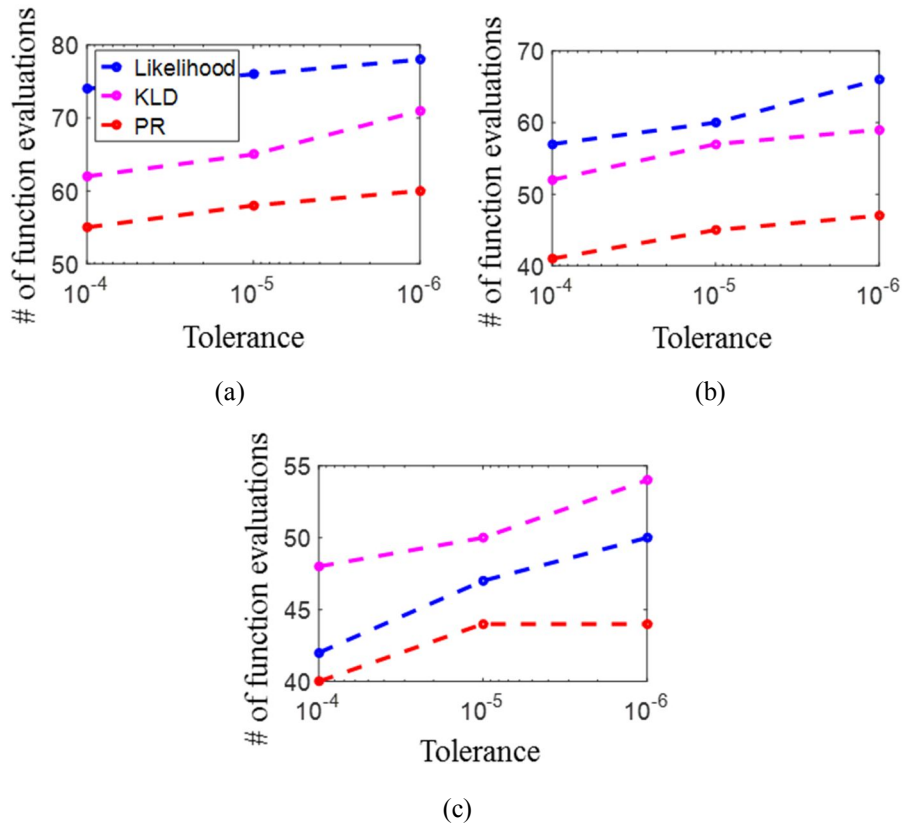 # of function evaluations
80
70
60
50
Likelihood
KLD
PR
10^-4
10^-5
10^-6
Tolerance
(a)
# of function evaluations
70
60
50
40
10^-4
10^-5
10^-6
Tolerance
(b)
# of function evaluations
55
50
45
40
10^-4
10^-5
10^-6
Tolerance
(c)